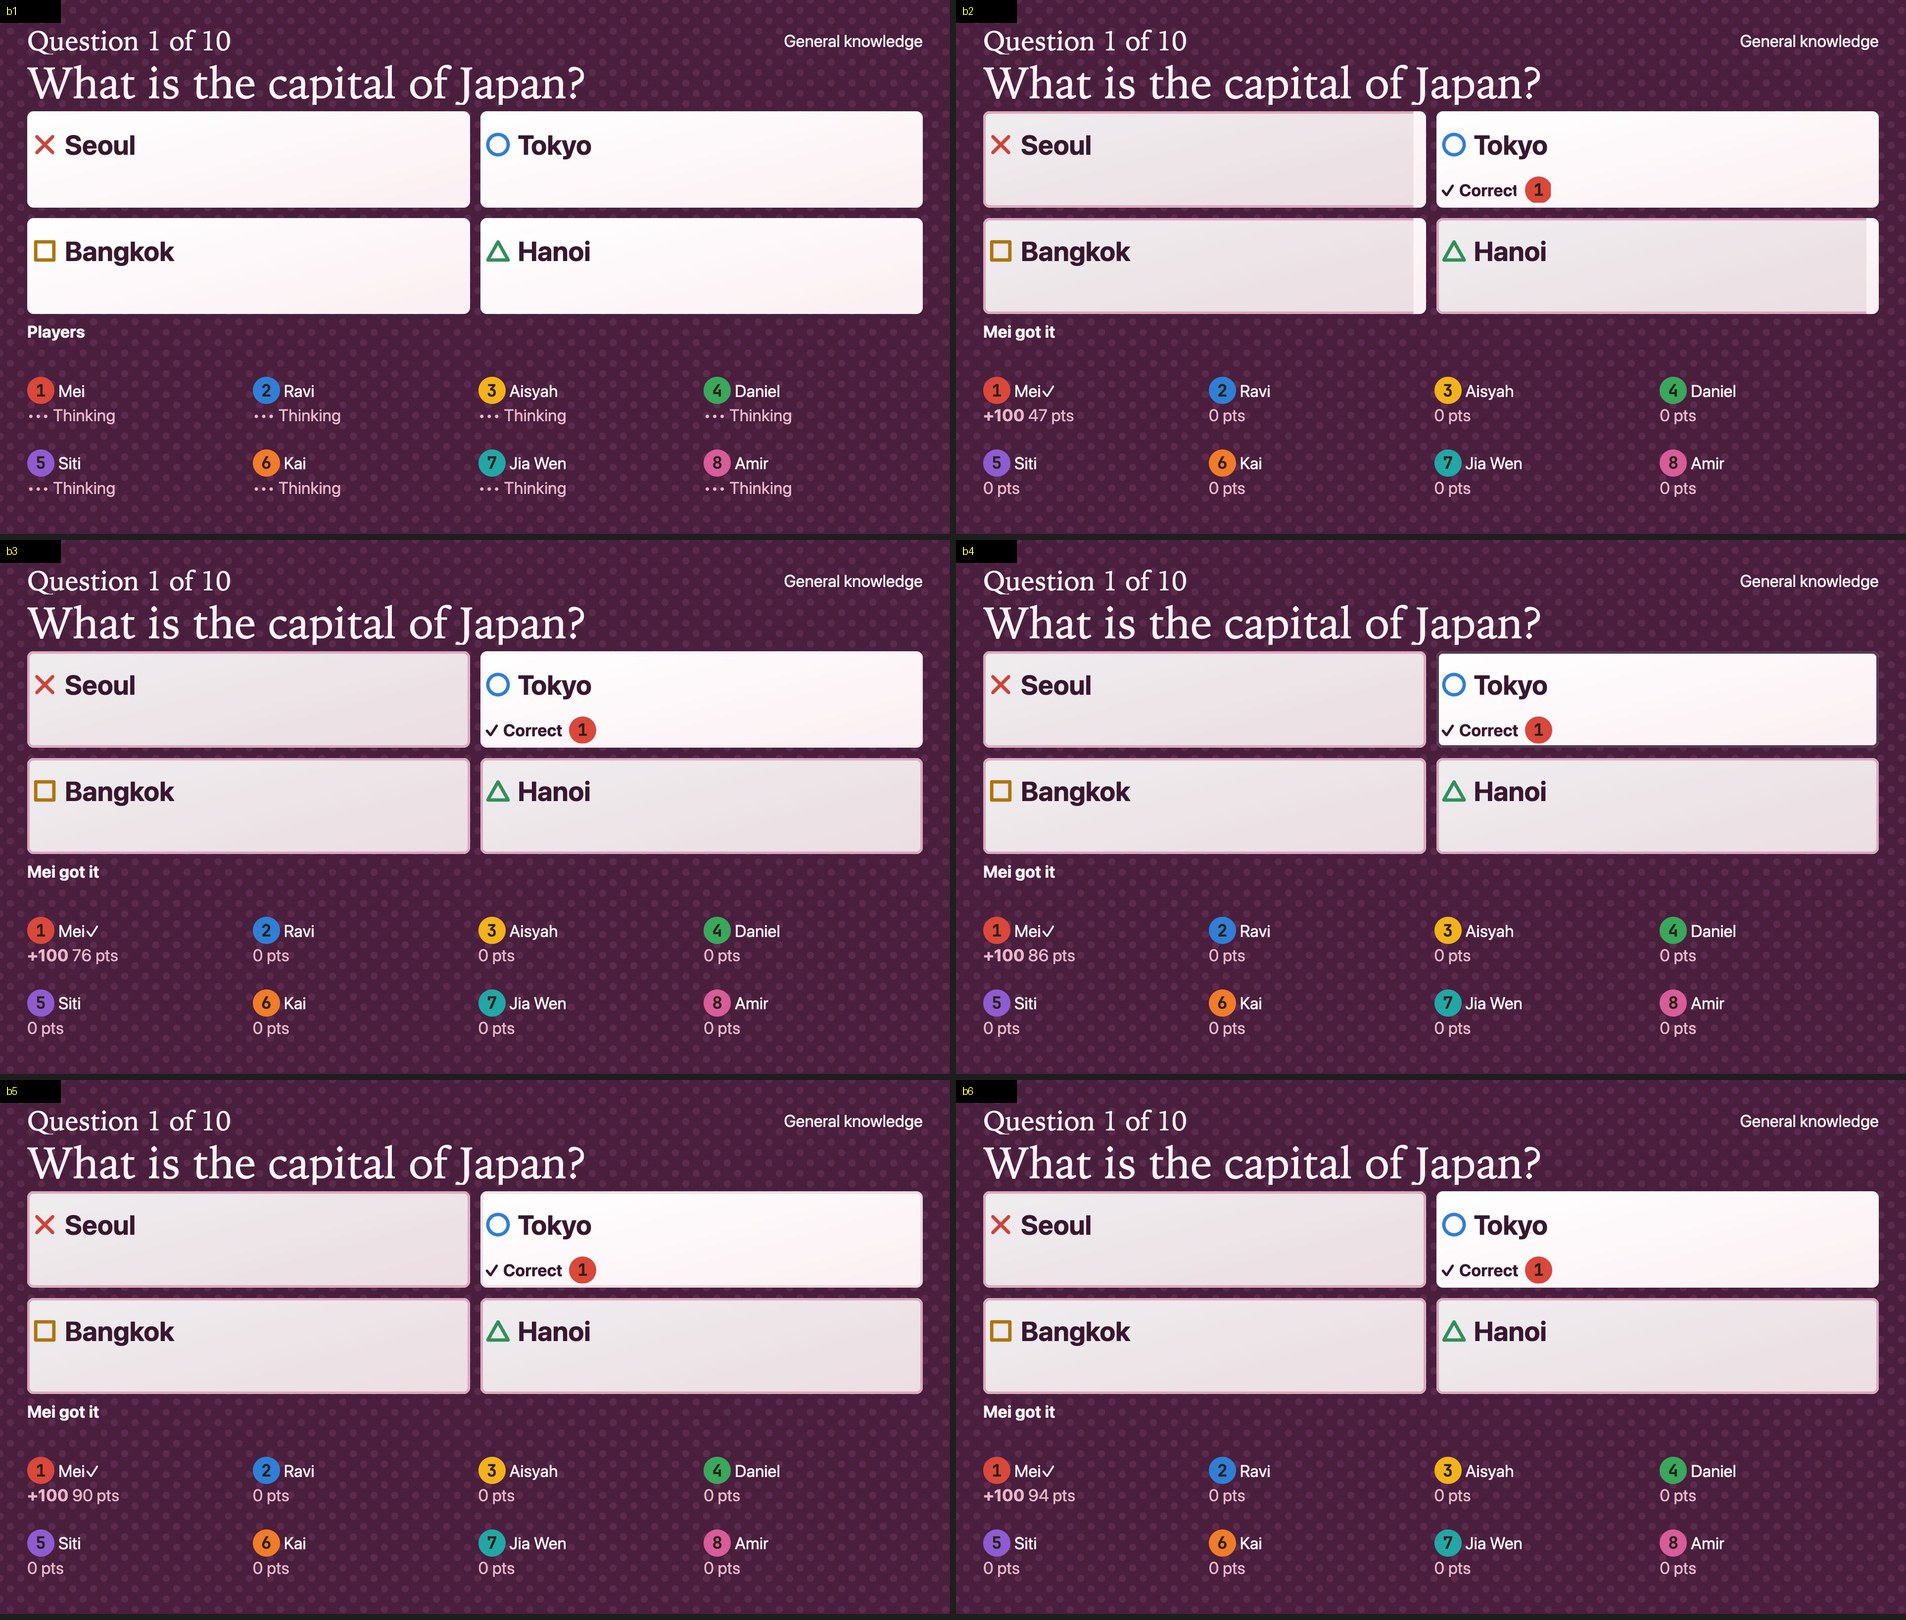 b1
Question 1 of 10
General knowledge
What is the capital of Japan?
Seoul
Tokyo
Bangkok
Hanoi
Players
1 Mei
2 Ravi
3 Aisyah
4 Daniel
••• Thinking
••• Thinking
••• Thinking
••• Thinking
5 Siti
6 Kai
7 Jia Wen
8 Amir
••• Thinking
••• Thinking
••• Thinking
••• Thinking
b2
Question 1 of 10
General knowledge
What is the capital of Japan?
Seoul
Tokyo
✓ Correct 1
Bangkok
Hanoi
Mei got it
1 Mei✓
2 Ravi
3 Aisyah
4 Daniel
+100 47 pts
0 pts
0 pts
0 pts
5 Siti
6 Kai
7 Jia Wen
8 Amir
0 pts
0 pts
0 pts
0 pts
b3
Question 1 of 10
General knowledge
What is the capital of Japan?
Seoul
Tokyo
✓ Correct 1
Bangkok
Hanoi
Mei got it
1 Mei✓
2 Ravi
3 Aisyah
4 Daniel
+100 76 pts
0 pts
0 pts
0 pts
5 Siti
6 Kai
7 Jia Wen
8 Amir
0 pts
0 pts
0 pts
0 pts
b4
Question 1 of 10
General knowledge
What is the capital of Japan?
Seoul
Tokyo
✓ Correct 1
Bangkok
Hanoi
Mei got it
1 Mei✓
2 Ravi
3 Aisyah
4 Daniel
+100 86 pts
0 pts
0 pts
0 pts
5 Siti
6 Kai
7 Jia Wen
8 Amir
0 pts
0 pts
0 pts
0 pts
b5
Question 1 of 10
General knowledge
What is the capital of Japan?
Seoul
Tokyo
✓ Correct 1
Bangkok
Hanoi
Mei got it
1 Mei✓
2 Ravi
3 Aisyah
4 Daniel
+100 90 pts
0 pts
0 pts
0 pts
5 Siti
6 Kai
7 Jia Wen
8 Amir
0 pts
0 pts
0 pts
0 pts
b6
Question 1 of 10
General knowledge
What is the capital of Japan?
Seoul
Tokyo
✓ Correct 1
Bangkok
Hanoi
Mei got it
1 Mei✓
2 Ravi
3 Aisyah
4 Daniel
+100 94 pts
0 pts
0 pts
0 pts
5 Siti
6 Kai
7 Jia Wen
8 Amir
0 pts
0 pts
0 pts
0 pts